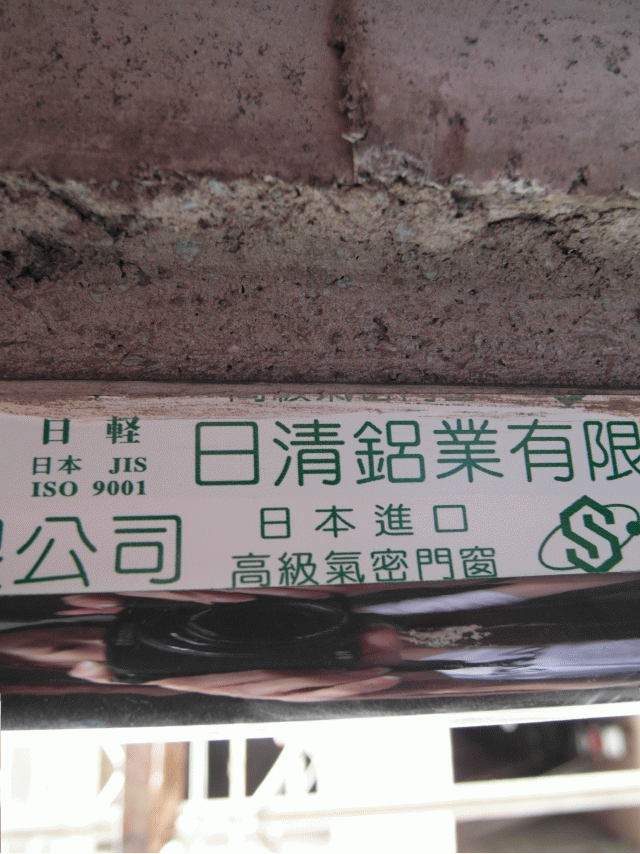 日軽
日本 JIS
ISO 9001
日清鋁業有限
公司
日本進口
高級氣密門窗
S